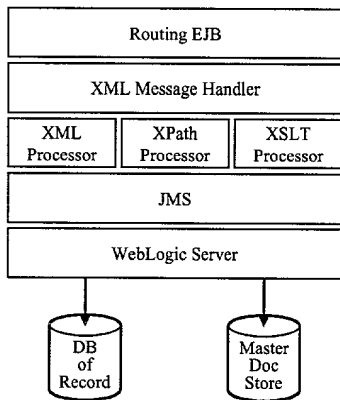 Routing EJB
XML Message Handler
XML
Processor
XPath
Processor
XSLT
Processor
JMS
WebLogic Server
DB
of
Record
Master
Doc
Store